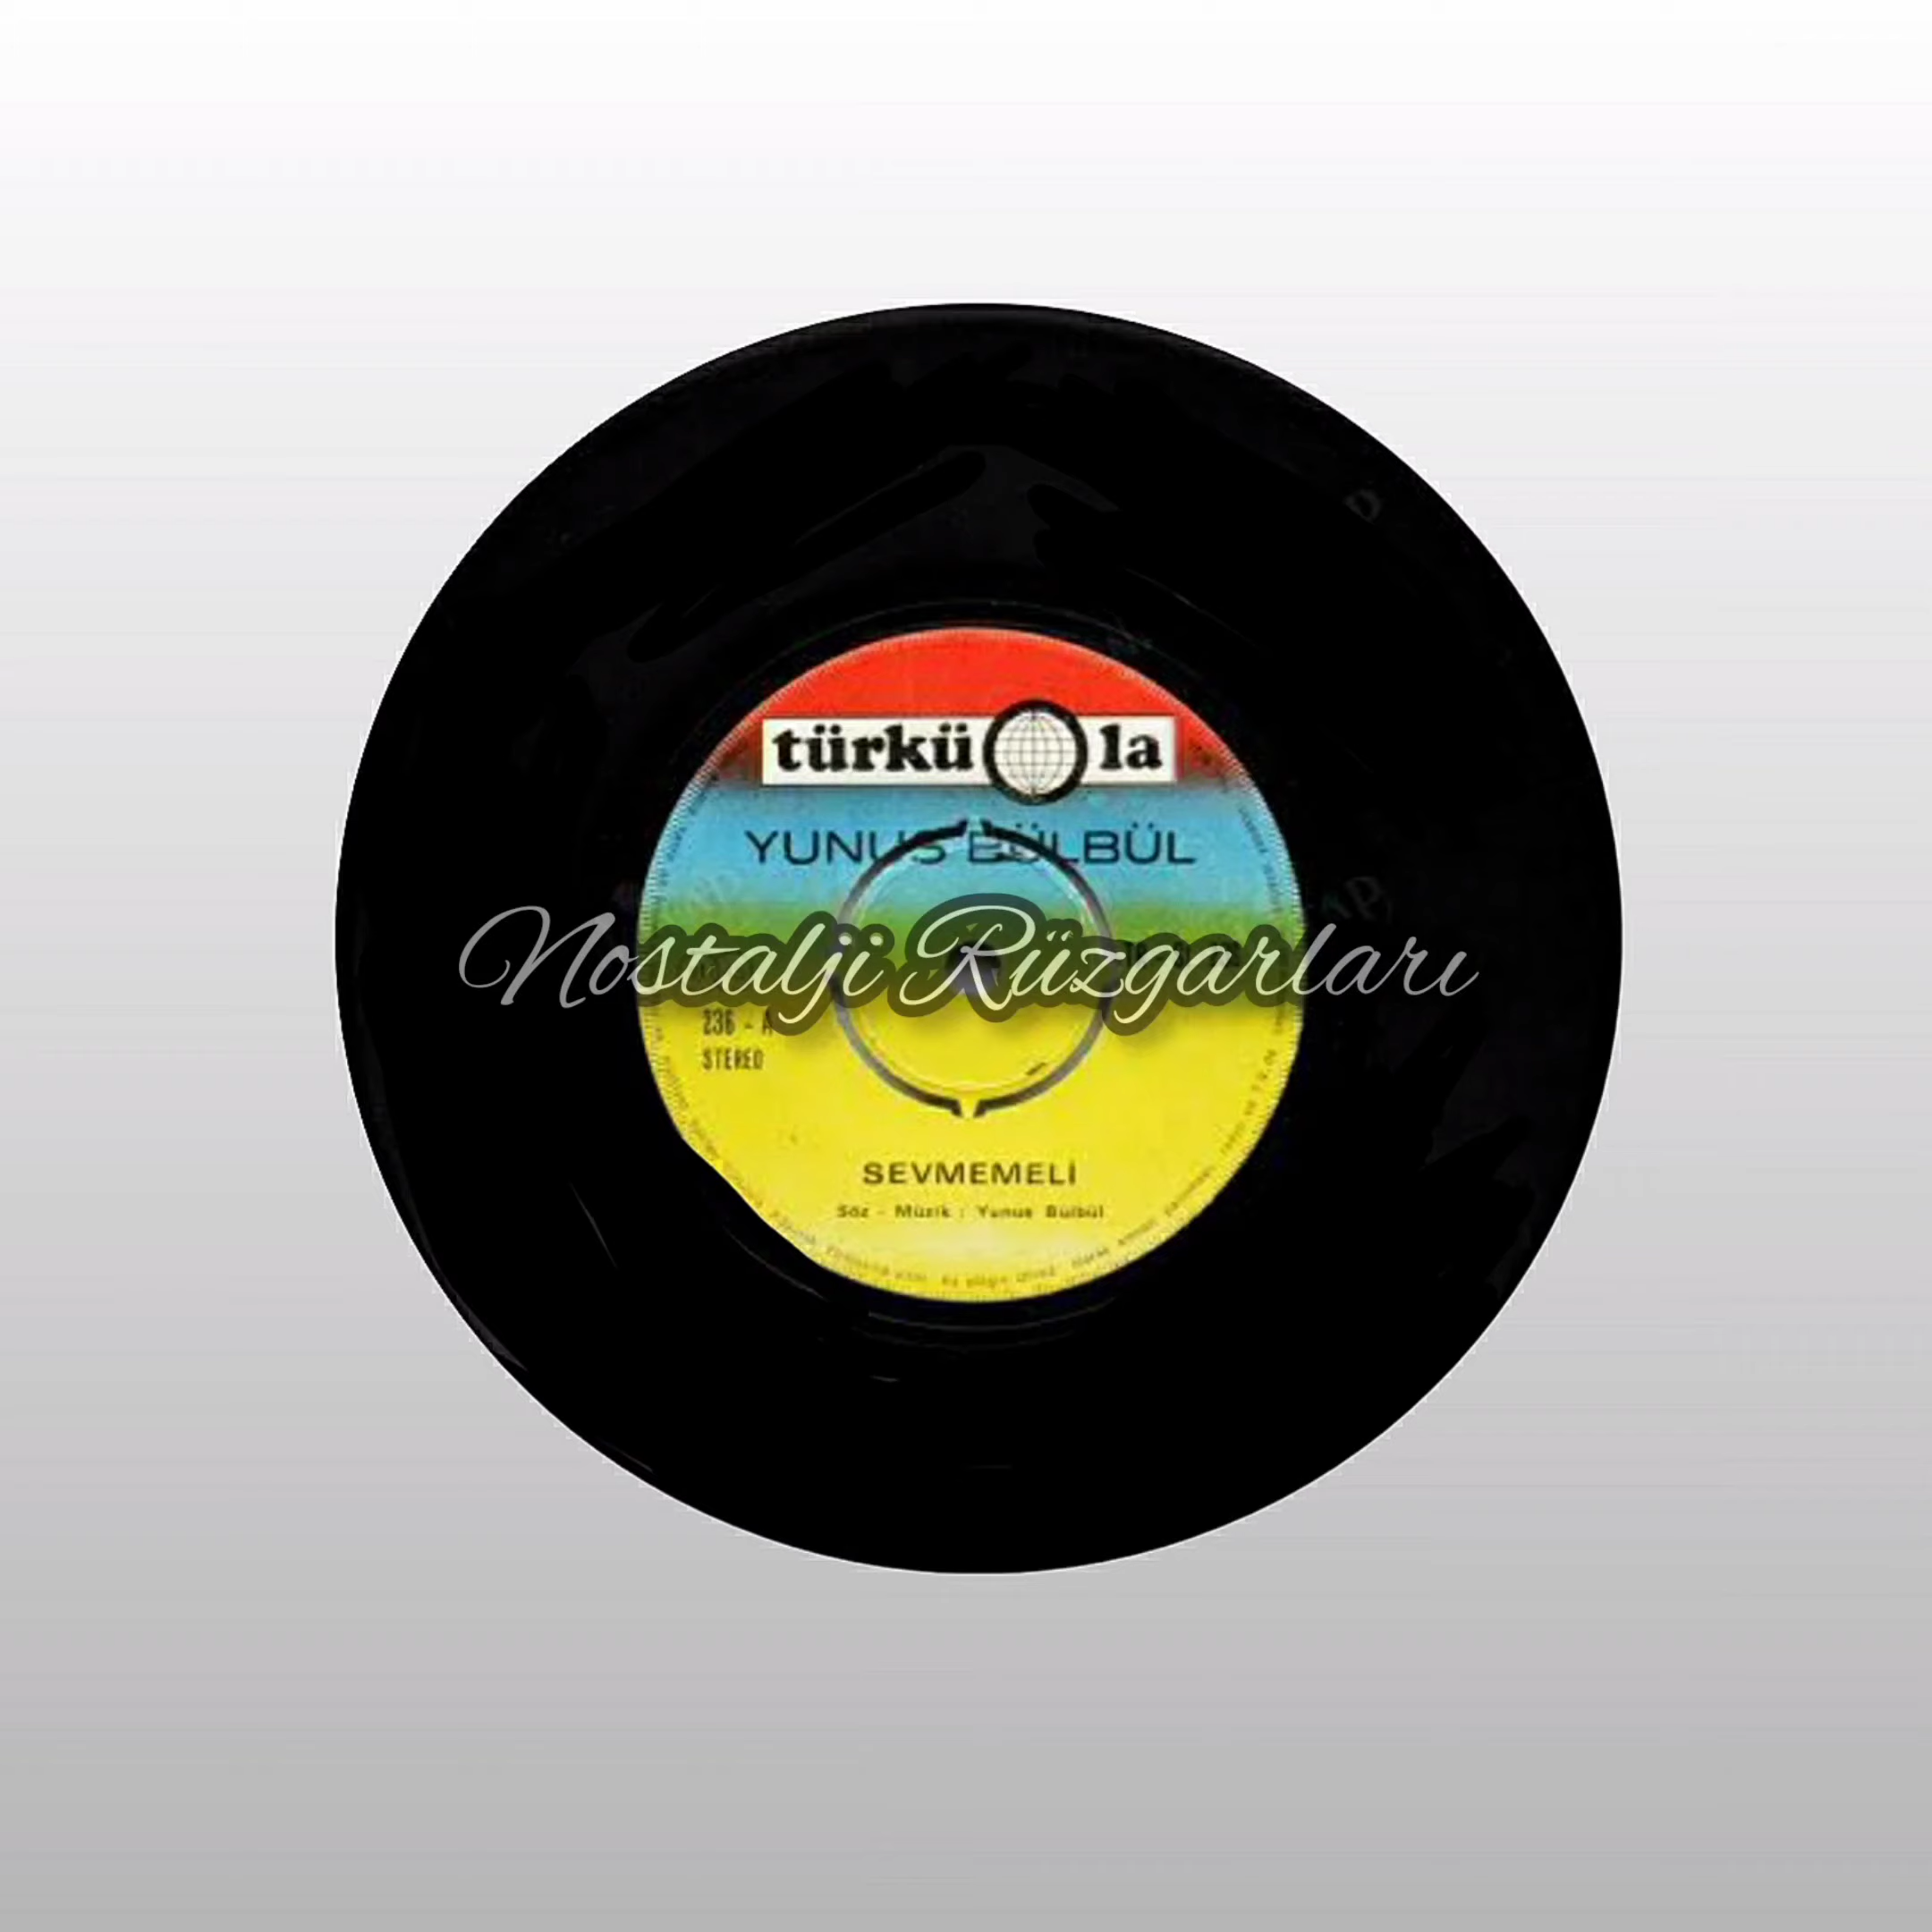 türkü la
YUNUS BÜLBÜL
Nostalji Rüzgarları
236 - A
STEREO
SEVMEMELİ
Söz - Müzik : Yunus Bülbül